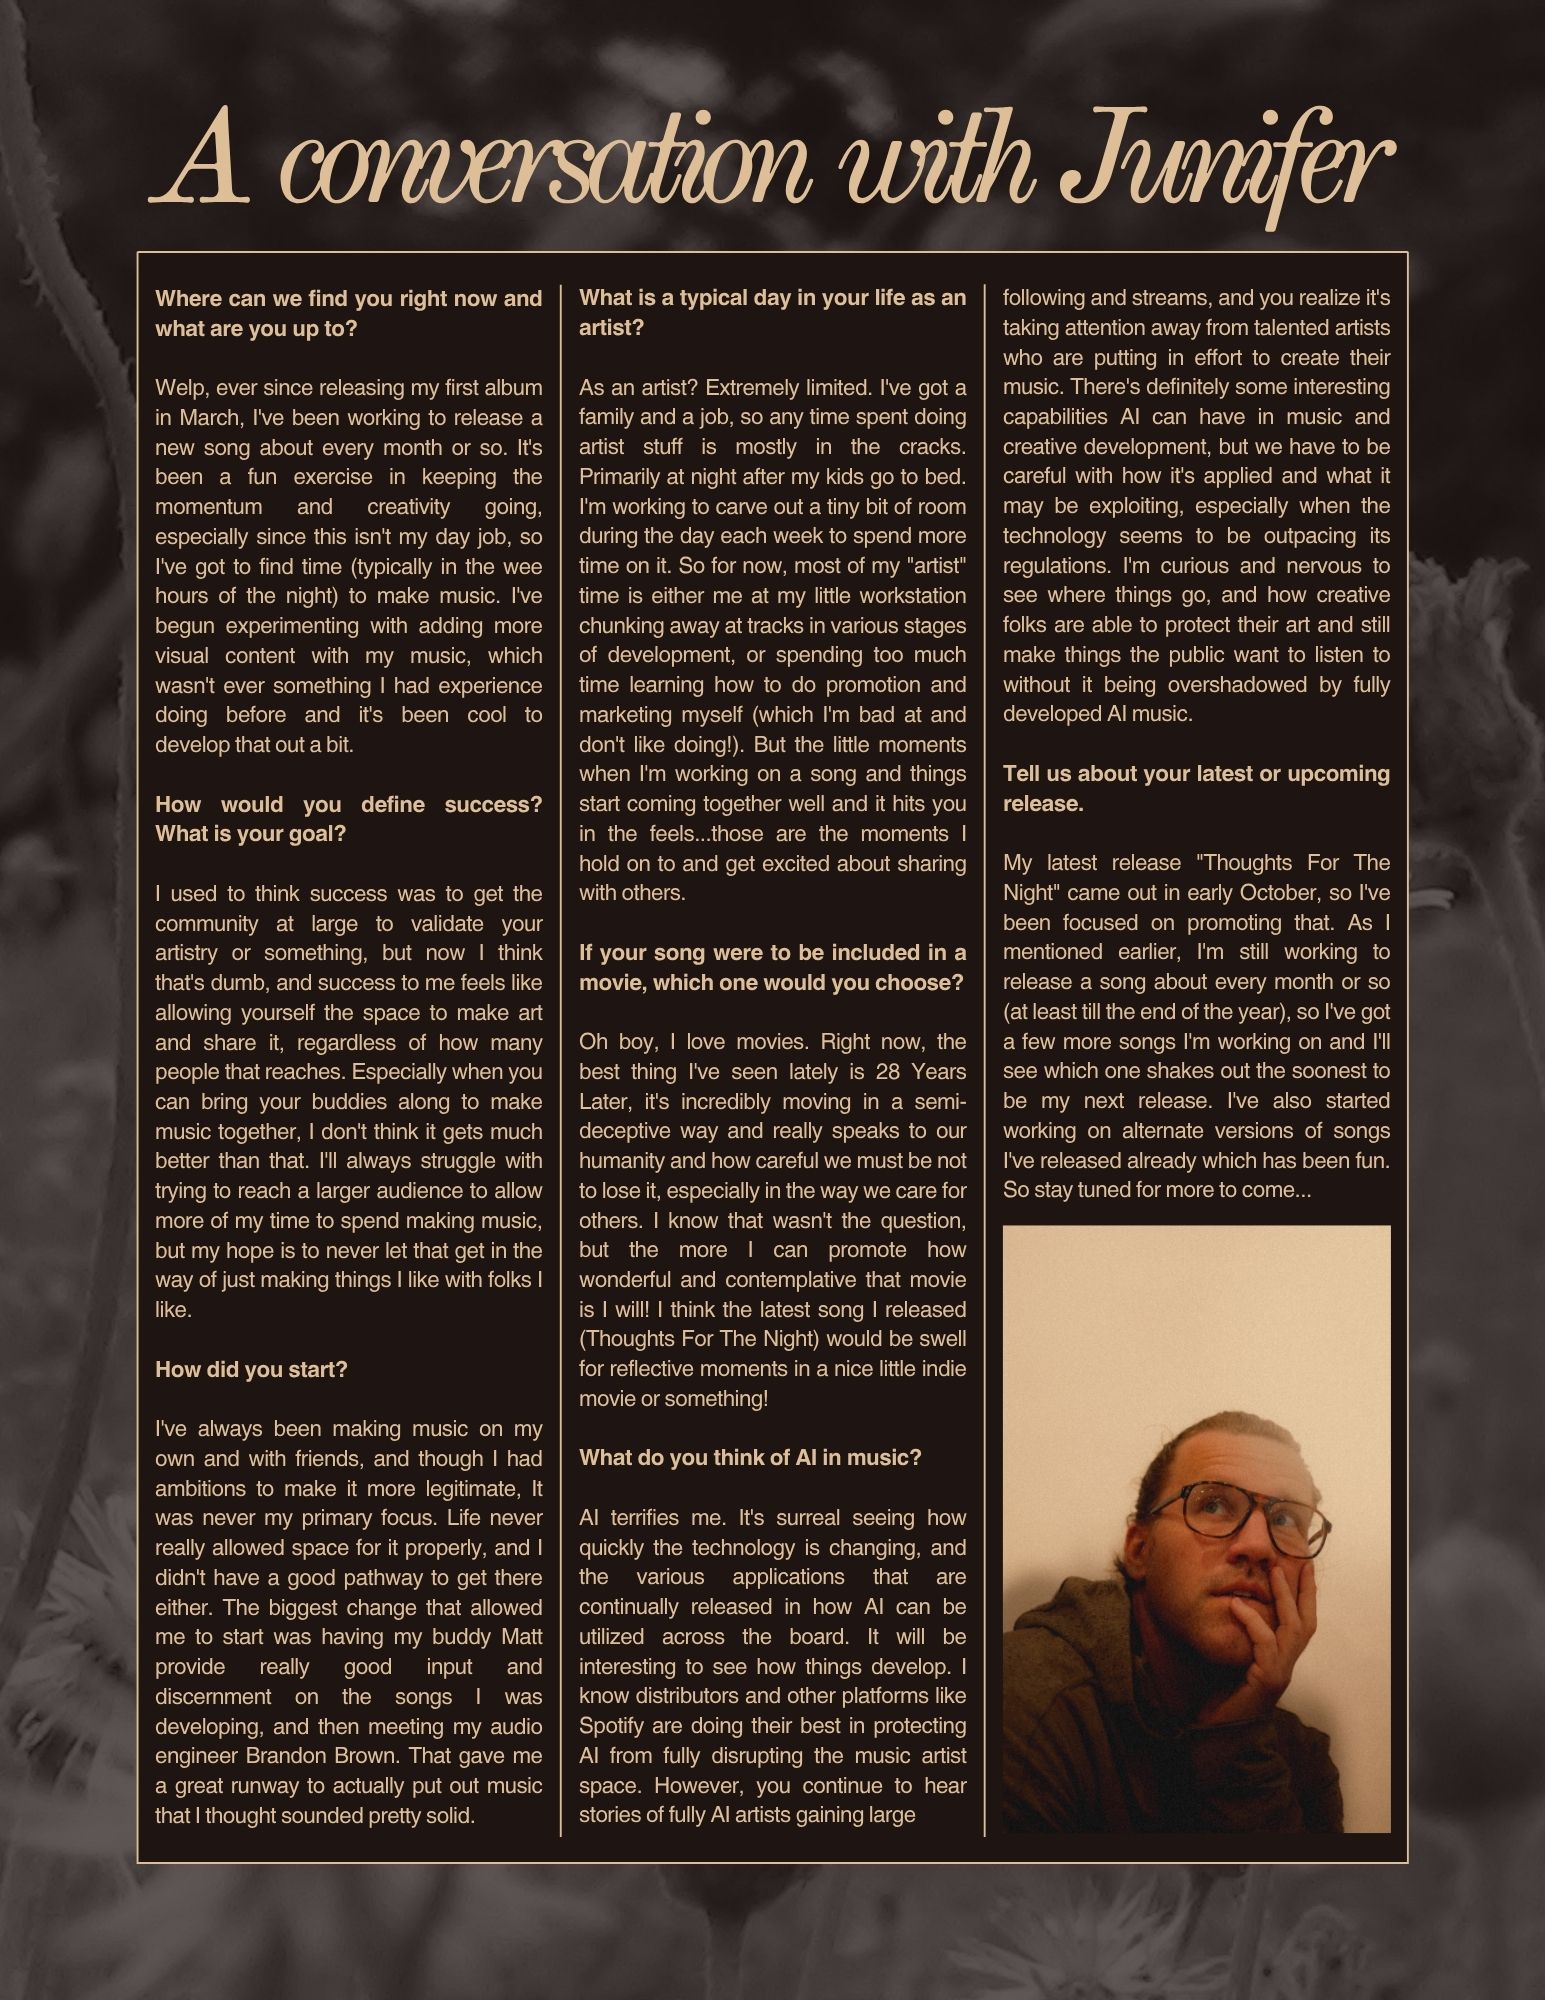 A conversation with Junifer
Where can we find you right now and
what are you up to?
Welp, ever since releasing my first album
in March, I've been working to release a
new song about every month or so. It's
been a fun exercise in keeping the
momentum and creativity going,
especially since this isn't my day job, so
I've got to find time (typically in the wee
hours of the night) to make music. I've
begun experimenting with adding more
visual content with my music, which
wasn't ever something I had experience
doing before and it's been cool to
develop that out a bit.
How would you define success?
What is your goal?
I used to think success was to get the
community at large to validate your
artistry or something, but now I think
that's dumb, and success to me feels like
allowing yourself the space to make art
and share it, regardless of how many
people that reaches. Especially when you
can bring your buddies along to make
music together, I don't think it gets much
better than that. I'll always struggle with
trying to reach a larger audience to allow
more of my time to spend making music,
but my hope is to never let that get in the
way of just making things I like with folks I
like.
How did you start?
I've always been making music on my
own and with friends, and though I had
ambitions to make it more legitimate, It
was never my primary focus. Life never
really allowed space for it properly, and I
didn't have a good pathway to get there
either. The biggest change that allowed
me to start was having my buddy Matt
provide really good input and
discernment on the songs I was
developing, and then meeting my audio
engineer Brandon Brown. That gave me
a great runway to actually put out music
that I thought sounded pretty solid.
What is a typical day in your life as an
artist?
As an artist? Extremely limited. I've got a
family and a job, so any time spent doing
artist stuff is mostly in the cracks.
Primarily at night after my kids go to bed.
I'm working to carve out a tiny bit of room
during the day each week to spend more
time on it. So for now, most of my "artist"
time is either me at my little workstation
chunking away at tracks in various stages
of development, or spending too much
time learning how to do promotion and
marketing myself (which I'm bad at and
don't like doing!). But the little moments
when I'm working on a song and things
start coming together well and it hits you
in the feels...those are the moments I
hold on to and get excited about sharing
with others.
If your song were to be included in a
movie, which one would you choose?
Oh boy, I love movies. Right now, the
best thing I've seen lately is 28 Years
Later, it's incredibly moving in a semi-
deceptive way and really speaks to our
humanity and how careful we must be not
to lose it, especially in the way we care for
others. I know that wasn't the question,
but the more I can promote how
wonderful and contemplative that movie
is I will! I think the latest song I released
(Thoughts For The Night) would be swell
for reflective moments in a nice little indie
movie or something!
What do you think of AI in music?
AI terrifies me. It's surreal seeing how
quickly the technology is changing, and
the various applications that are
continually released in how AI can be
utilized across the board. It will be
interesting to see how things develop. I
know distributors and other platforms like
Spotify are doing their best in protecting
AI from fully disrupting the music artist
space. However, you continue to hear
stories of fully AI artists gaining large
following and streams, and you realize it's
taking attention away from talented artists
who are putting in effort to create their
music. There's definitely some interesting
capabilities AI can have in music and
creative development, but we have to be
careful with how it's applied and what it
may be exploiting, especially when the
technology seems to be outpacing its
regulations. I'm curious and nervous to
see where things go, and how creative
folks are able to protect their art and still
make things the public want to listen to
without it being overshadowed by fully
developed AI music.
Tell us about your latest or upcoming
release.
My latest release "Thoughts For The
Night" came out in early October, so I've
been focused on promoting that. As I
mentioned earlier, I'm still working to
release a song about every month or so
(at least till the end of the year), so I've got
a few more songs I'm working on and I'll
see which one shakes out the soonest to
be my next release. I've also started
working on alternate versions of songs
I've released already which has been fun.
So stay tuned for more to come...